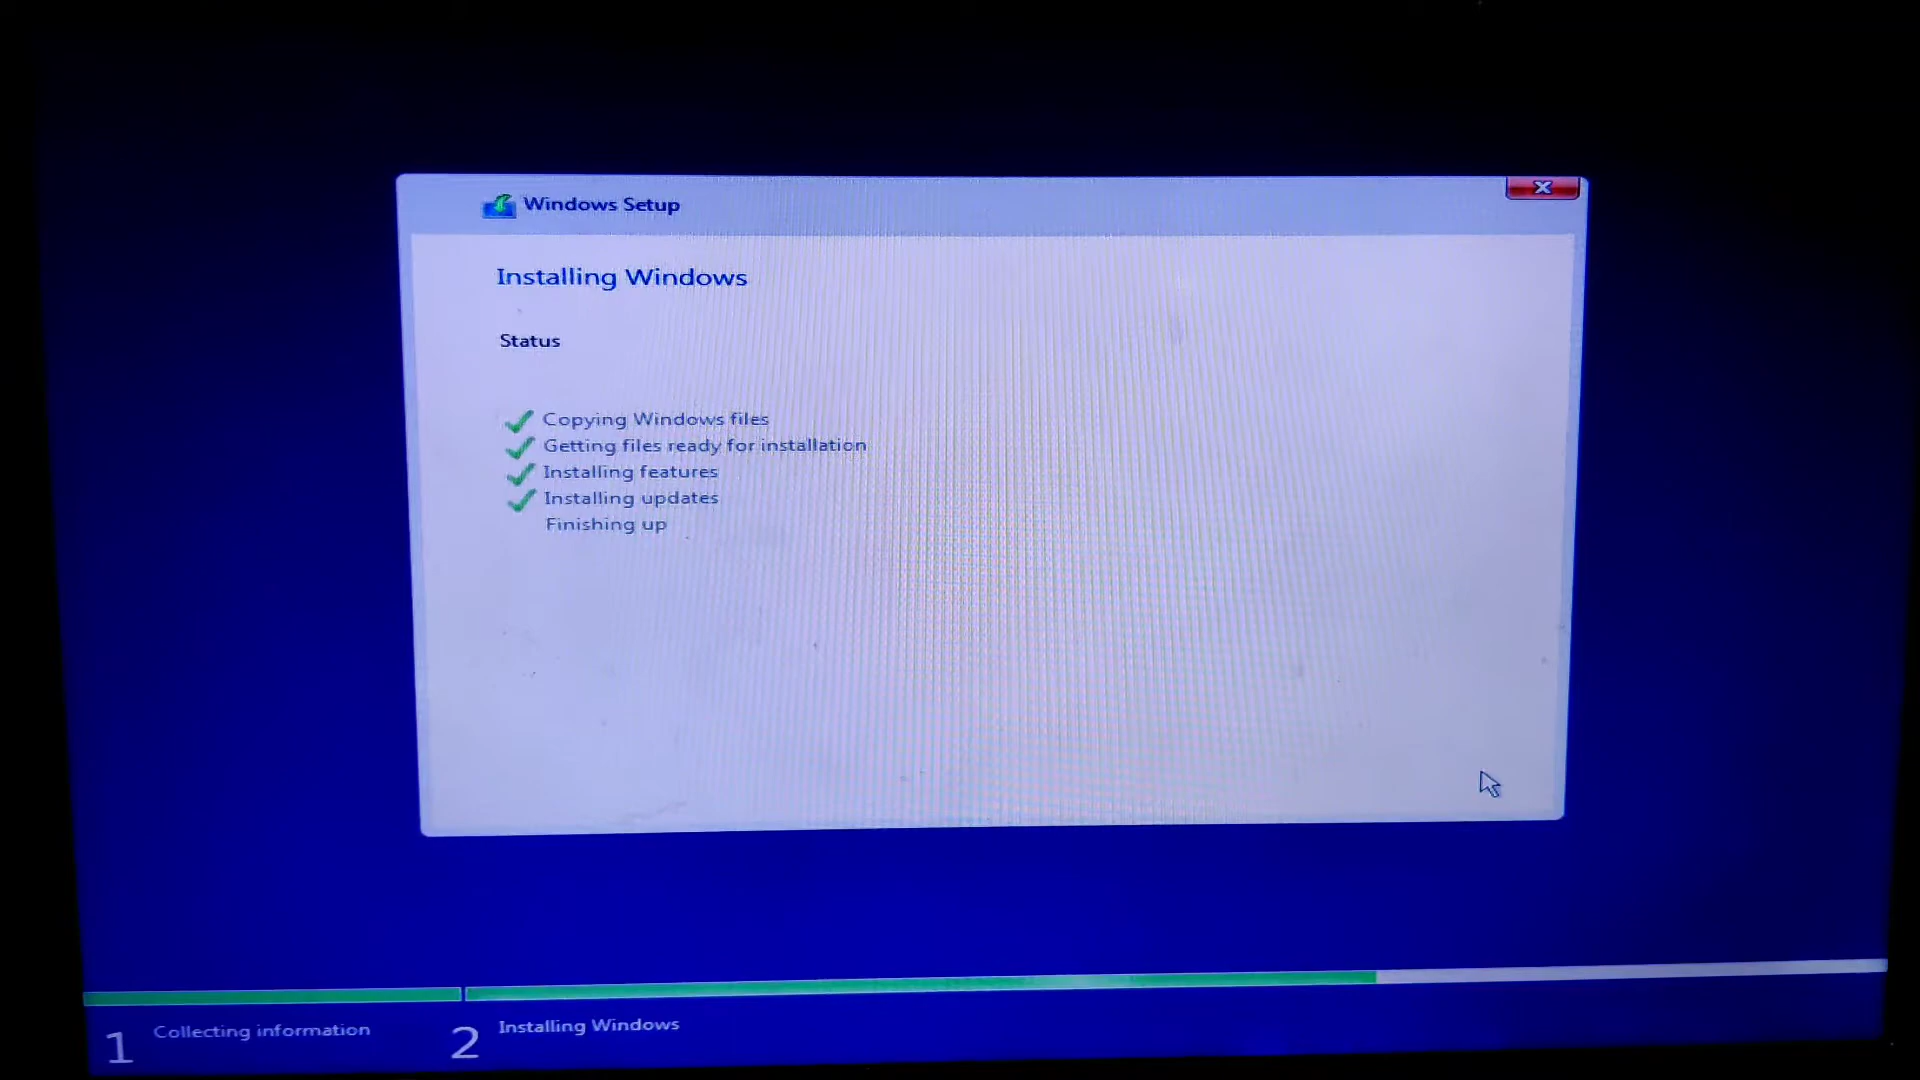 Windows Setup
Installing Windows
Status
Copying Windows files
Getting files ready for installation
Installing features
Installing updates
Finishing up
1 Collecting information
2 Installing Windows